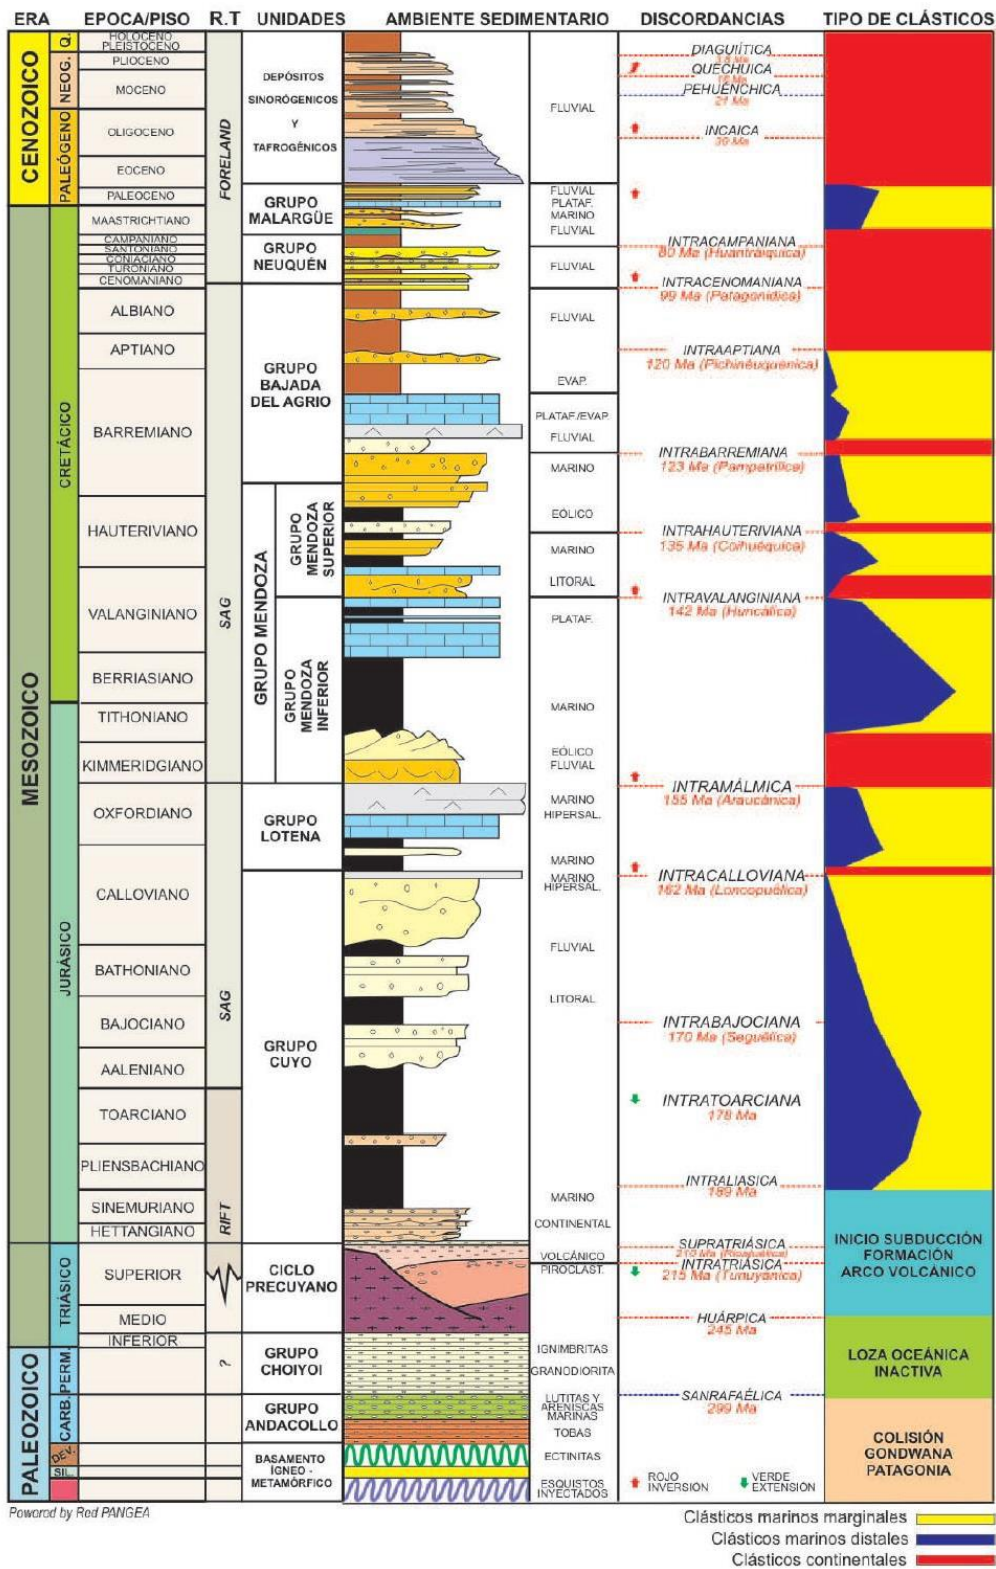 ERA EPOCA/PISO R.T UNIDADES AMBIENTE SEDIMENTARIO DISCORDANCIAS TIPO DE CLÁSTICOS
CENOZOICO
MESOZOICO
PALEOZOICO
Q.
NEOG.
PALEÓGENO
CRETÁCICO
JURÁSICO
TRIÁSICO
PERM.
CARB.
DEV.
SIL.
HOLOCENO
PLEISTOCENO
PLIOCENO
MOCENO
OLIGOCENO
EOCENO
PALEOCENO
MAASTRICHTIANO
CAMPANIANO
SANTONIANO
CONIACIANO
TURONIANO
CENOMANIANO
ALBIANO
APTIANO
BARREMIANO
HAUTERIVIANO
VALANGINIANO
BERRIASIANO
TITHONIANO
KIMMERIDGIANO
OXFORDIANO
CALLOVIANO
BATHONIANO
BAJOCIANO
AALENIANO
TOARCIANO
PLIENSBACHIANO
SINEMURIANO
HETTANGIANO
SUPERIOR
MEDIO
INFERIOR
FORELAND
SAG
SAG
RIFT
?
DEPÓSITOS
SINORÓGENICOS
Y
TAFROGÉNICOS
GRUPO
MALARGÜE
GRUPO
NEUQUÉN
GRUPO
BAJADA
DEL AGRIO
GRUPO MENDOZA
GRUPO
MENDOZA
SUPERIOR
GRUPO
MENDOZA
INFERIOR
GRUPO
LOTENA
GRUPO
CUYO
CICLO
PRECUYANO
GRUPO
CHOIYOI
GRUPO
ANDACOLLO
BASAMENTO
ÍGNEO -
METAMÓRFICO
FLUVIAL
FLUVIAL
PLATAF.
MARINO
FLUVIAL
FLUVIAL
FLUVIAL
EVAP.
PLATAF./EVAP.
FLUVIAL
MARINO
EÓLICO
MARINO
LITORAL
PLATAF.
MARINO
EÓLICO
FLUVIAL
MARINO
HIPERSAL.
MARINO
MARINO
HIPERSAL.
FLUVIAL
LITORAL
MARINO
CONTINENTAL
VOLCÁNICO
PIROCLAST.
IGNIMBRITAS
GRANODIORITA
LUTITAS Y
ARENISCAS
MARINAS
TOBAS
ECTINITAS
ESQUISTOS
INYECTADOS
DIAGUIÍTICA
QUECHUICA
PEHUÉNCHICA
21 Ma
INCAICA
39 Ma
INTRACAMPANIANA
80 Ma (Huantráiquica)
INTRACENOMANIANA
99 Ma (Patagonídica)
INTRAAPTIANA
120 Ma (Pichineuquénica)
INTRABARREMIANA
123 Ma (Pampatrílica)
INTRAHAUTERIVIANA
135 Ma (Coihuéquica)
INTRAVALANGINIANA
142 Ma (Huncálica)
INTRAMÁLMICA
155 Ma (Araucánica)
INTRACALLOVIANA
162 Ma (Loncopuélica)
INTRABAJOCIANA
170 Ma (Seguélica)
INTRATOARCIANA
178 Ma
INTRALIASICA
189 Ma
SUPRATRIÁSICA
INTRATRIÁSICA
215 Ma (Tunuyánica)
HUÁRPICA
245 Ma
SANRAFAÉLICA
299 Ma
ROJO
INVERSIÓN
VERDE
EXTENSIÓN
INICIO SUBDUCCIÓN
FORMACIÓN
ARCO VOLCÁNICO
LOZA OCEÁNICA
INACTIVA
COLISIÓN
GONDWANA
PATAGONIA
Powered by Red PANGEA
Clásticos marinos marginales
Clásticos marinos distales
Clásticos continentales